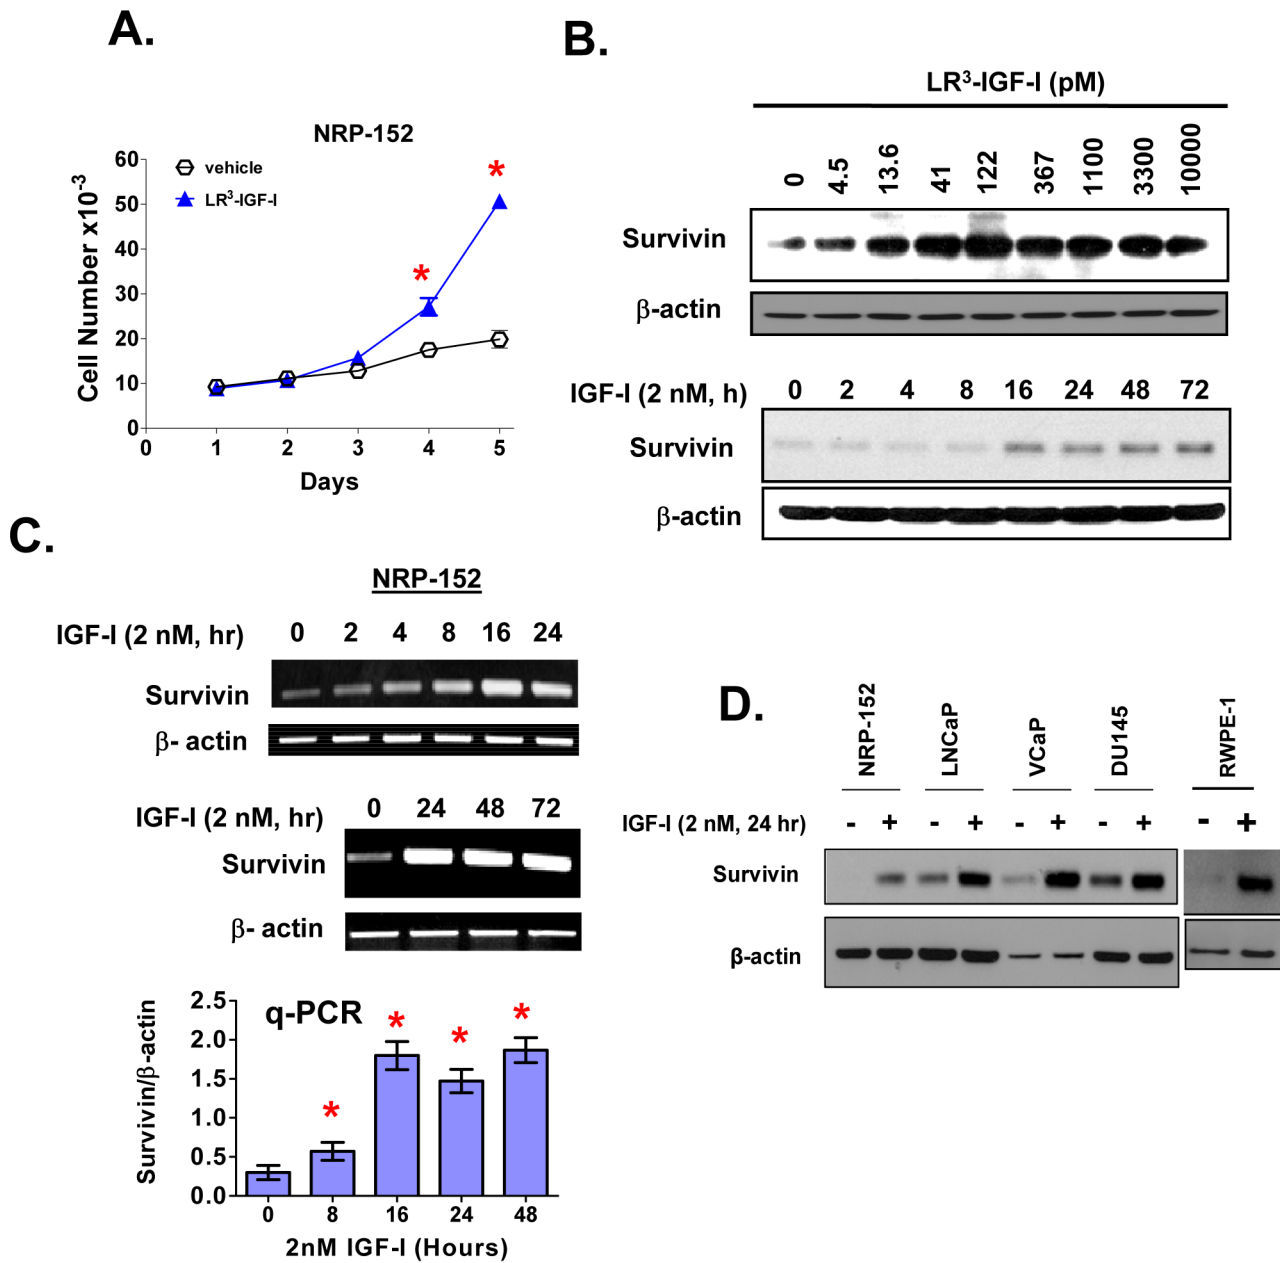 A.
NRP-152
vehicle
LR³-IGF-I
*
*
60
50
40
30
20
10
0
Cell Number x10⁻³
0 1 2 3 4 5
Days
B.
LR³-IGF-I (pM)
0 4.5 13.6 41 122 367 1100 3300 10000
Survivin
β-actin
IGF-I (2 nM, h) 0 2 4 8 16 24 48 72
Survivin
β-actin
C.
NRP-152
IGF-I (2 nM, hr) 0 2 4 8 16 24
Survivin
β- actin
IGF-I (2 nM, hr) 0 24 48 72
Survivin
β- actin
q-PCR
* * * *
Survivin/β-actin
2.5
2.0
1.5
1.0
0.5
0.0
0 8 16 24 48
2nM IGF-I (Hours)
D.
NRP-152 LNCaP VCaP DU145 RWPE-1
IGF-I (2 nM, 24 hr) - + - + - + - + - +
Survivin
β-actin